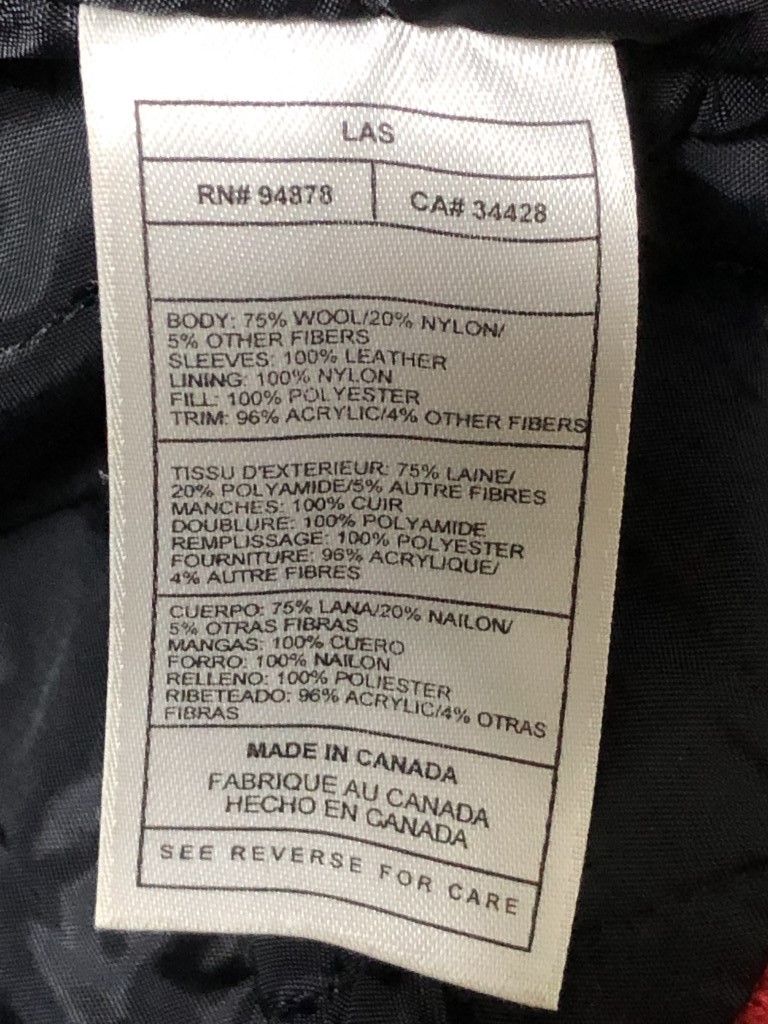 LAS
RN# 94878
CA# 34428
BODY: 75% WOOL/20% NYLON/
5% OTHER FIBERS
SLEEVES: 100% LEATHER
LINING: 100% NYLON
FILL: 100% POLYESTER
TRIM: 96% ACRYLIC/4% OTHER FIBERS
TISSU D'EXTERIEUR: 75% LAINE/
20% POLYAMIDE/5% AUTRE FIBRES
MANCHES: 100% CUIR
DOUBLURE: 100% POLYAMIDE
REMPLISSAGE: 100% POLYESTER
FOURNITURE: 96% ACRYLIQUE/
4% AUTRE FIBRES
CUERPO: 75% LANA/20% NAILON/
5% OTRAS FIBRAS
MANGAS: 100% CUERO
FORRO: 100% NAILON
RELLENO: 100% POLIESTER
RIBETEADO: 96% ACRYLIC/4% OTRAS
FIBRAS
MADE IN CANADA
FABRIQUE AU CANADA
HECHO EN CANADA
SEE REVERSE FOR CARE